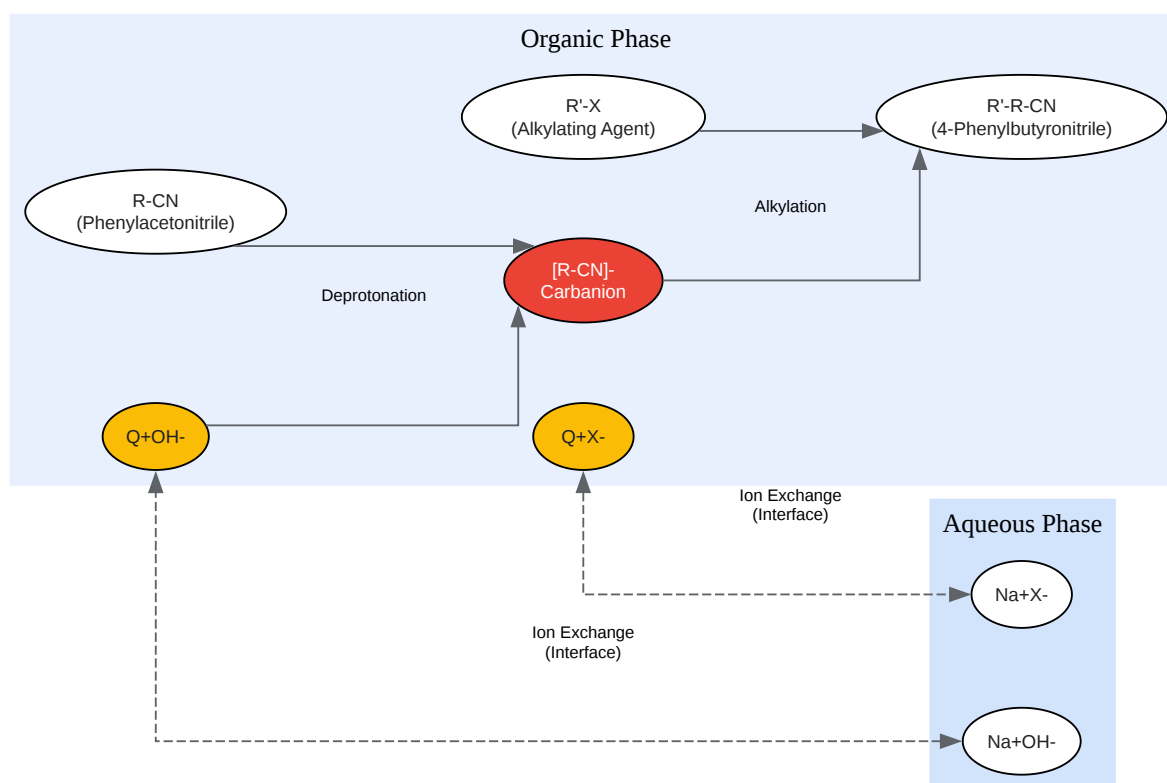 Organic Phase
R'-X
(Alkylating Agent)
R'-R-CN
(4-Phenylbutyronitrile)
R-CN
(Phenylacetonitrile)
Alkylation
[R-CN]-
Carbanion
Deprotonation
Q+OH-
Q+X-
Ion Exchange
(Interface)
Aqueous Phase
Na+X-
Ion Exchange
(Interface)
Na+OH-